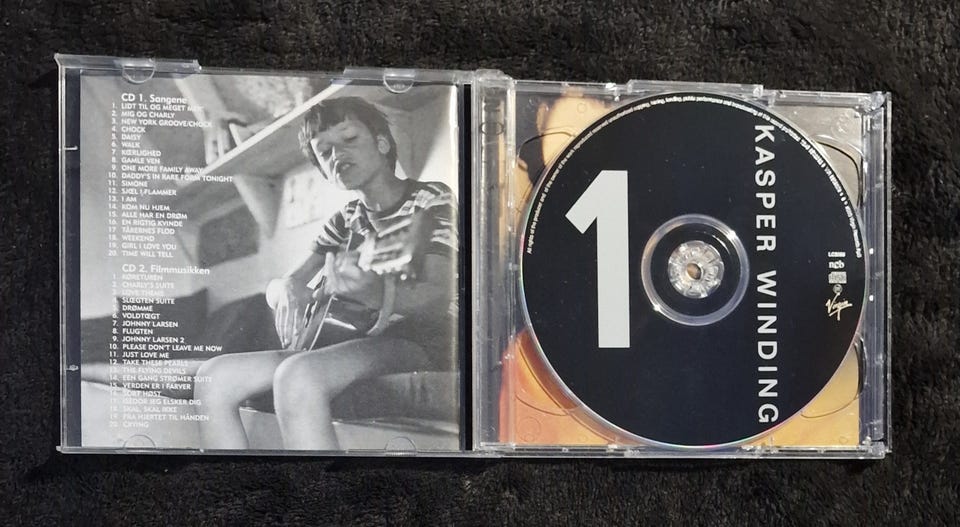 CD 1. Sangene
1. LIDT TIL OG MEGET MER
2. MIG OG CHARLY
3. NEW YORK GROOVE/CHOCK
4. CHOCK
5. DAISY
6. WALK
7. KÆRLIGHED
8. GAMLE VEN
9. ONE MORE FAMILY AWAY
10. DADDY'S IN RARE FORM TONIGHT
11. SIMONE
12. SJÆL I FLAMMER
13. I AM
14. KOM NU HJEM
15. ALLE HAR EN DRØM
16. EN RIGTIG KVINDE
17. TÅRERNES FLOD
18. WEEKEND
19. GIRL I LOVE YOU
20. TIME WILL TELL
CD 2. Filmmusikken
1. KØRETUREN
2. CHARLY'S SUITE
3. LOVE THEME
4. SLÆGTEN SUITE
5. DRØMME
6. VOLDTÆGT
7. JOHNNY LARSEN
8. FLUGTEN
9. JOHNNY LARSEN 2
10. PLEASE DON'T LEAVE ME NOW
11. JUST LOVE ME
12. TAKE THESE PEARLS
13. THE FLYING DEVILS
14. EEN GANG STRØMER SUITE
15. VERDEN ER I FARVER
16. SORT HØST
17. ISEDOR JEG ELSKER DIG
18. SKAL, SKAL IKKE
19. FRA HJERTET TIL HÅNDEN
20. CRYING
1
KASPER WINDING
ncb
Virgin